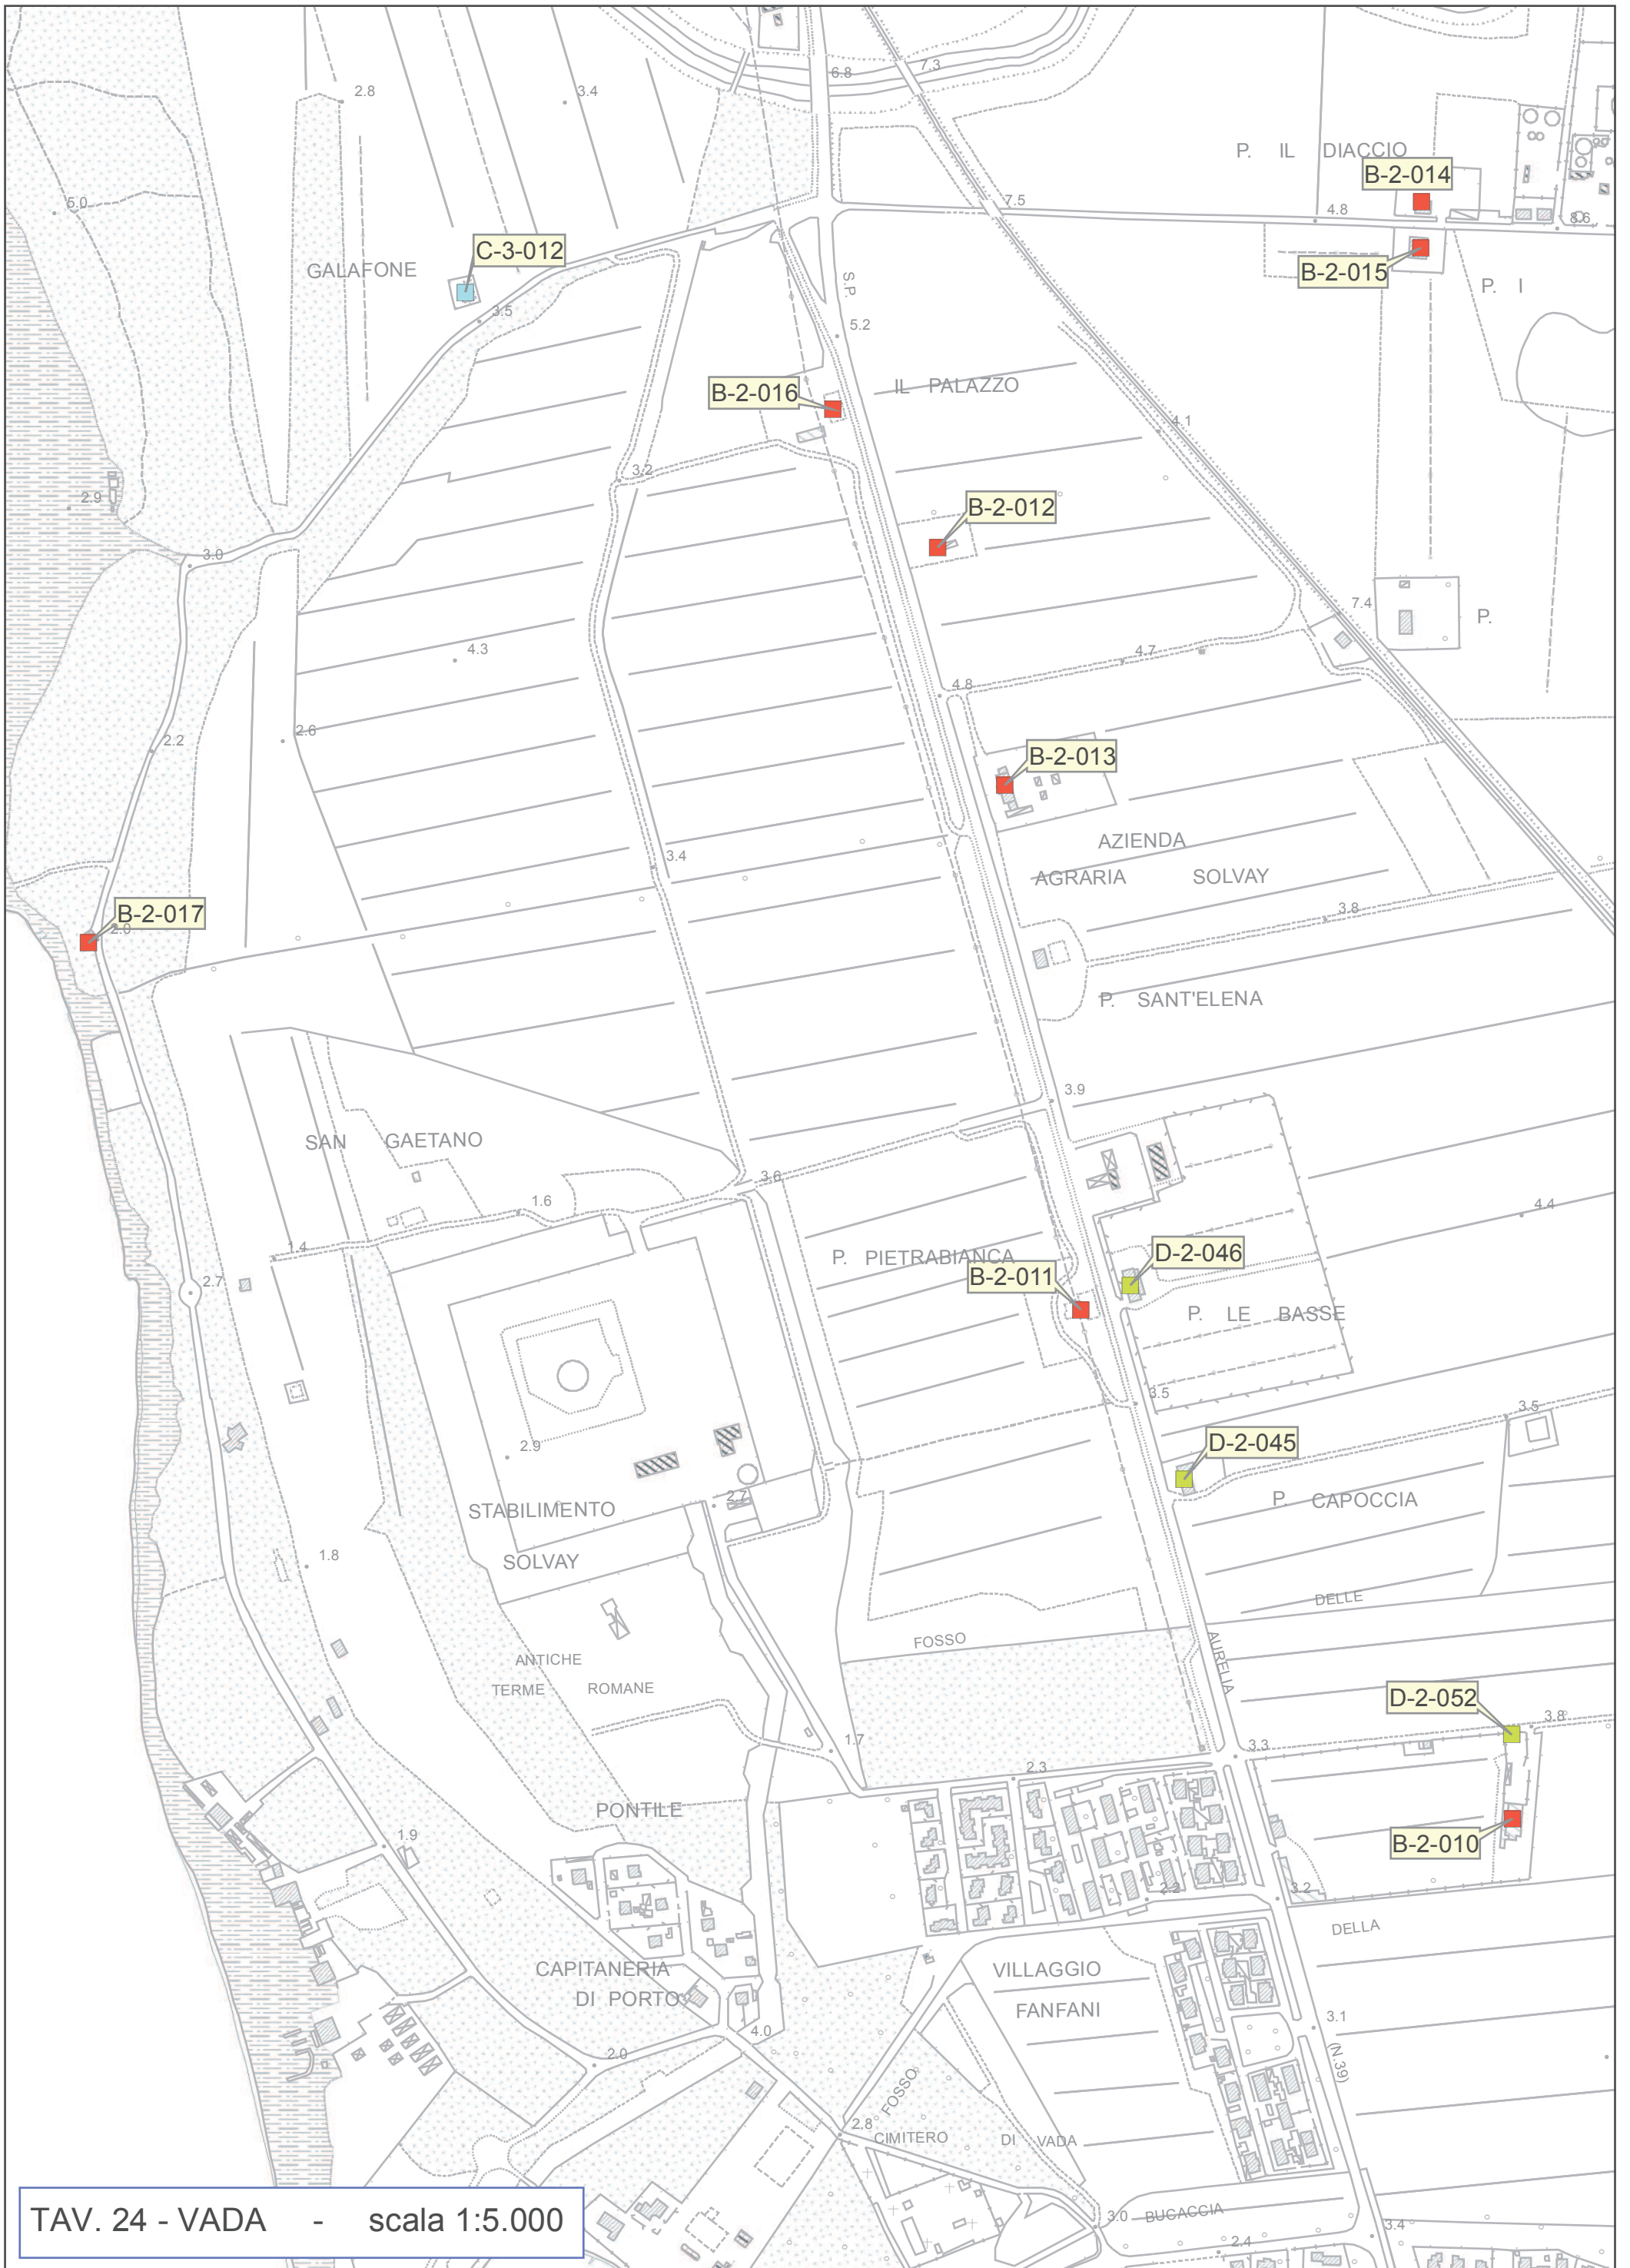 6.8
7.3
2.8
3.4
P. IL DIACCIO
B-2-014
5.0
7.5
4.8
8.6
C-3-012
GALAFONE
B-2-015
P. I
S.P.
3.5
5.2
IL PALAZZO
B-2-016
4.1
3.2
2.9
B-2-012
3.0
7.4
P.
4.3
4.7
4.8
2.6
2.2
B-2-013
AZIENDA
3.4
AGRARIA SOLVAY
B-2-017
3.8
P. SANT'ELENA
3.9
SAN GAETANO
3.6
1.6
4.4
1.4
P. PIETRABIANCA
D-2-046
B-2-011
2.7
P. LE BASSE
3.5
3.5
2.9
D-2-045
2.7
P. CAPOCCIA
STABILIMENTO
SOLVAY
1.8
DELLE
FOSSO
AURELIA
ANTICHE
TERME ROMANE
D-2-052
3.8
1.7
3.3
2.3
PONTILE
1.9
B-2-010
2.2
3.2
DELLA
CAPITANERIA
DI PORTO
VILLAGGIO
FANFANI
3.1
4.0
2.0
(N.39)
FOSSO
2.8
CIMITERO DI VADA
3.0
BUCACCIA
3.4
2.4
TAV. 24 - VADA - scala 1:5.000